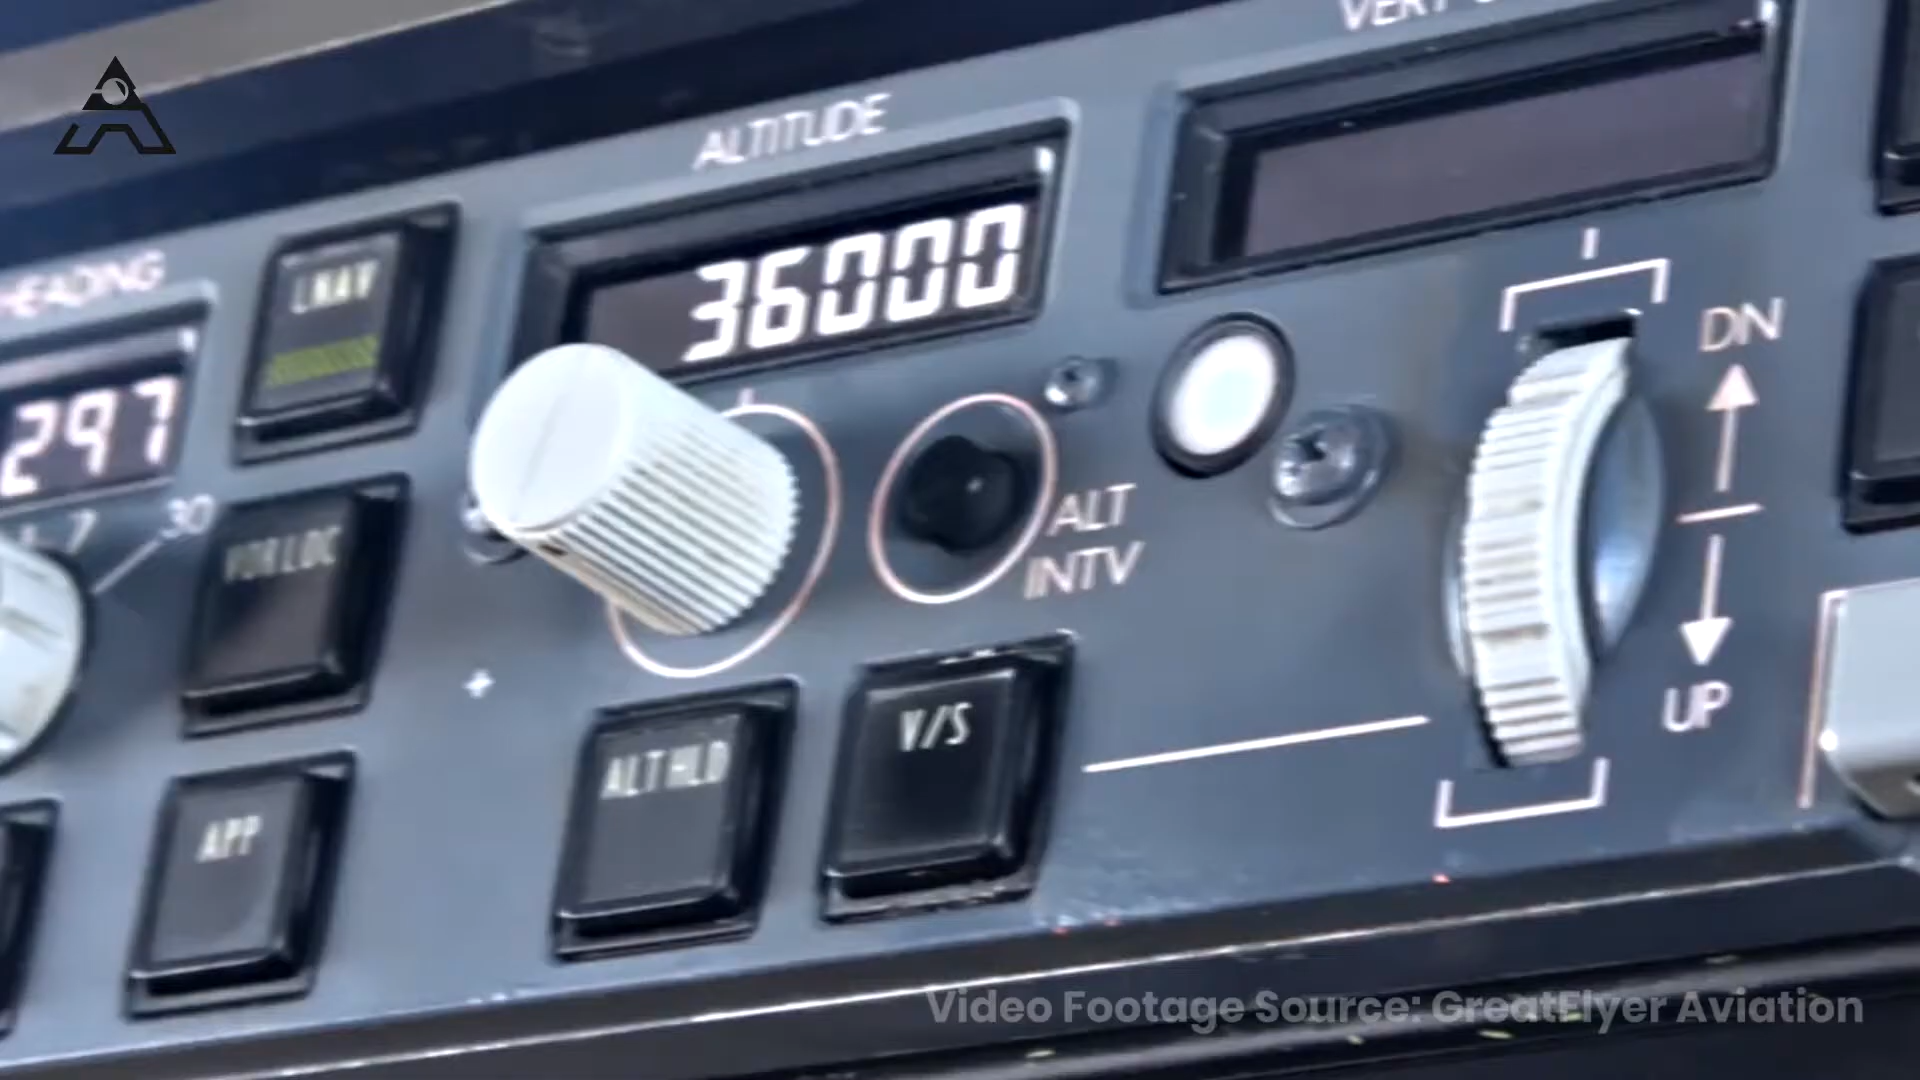 VERT
ALTITUDE
36000
HEADING
297
LNAV
30
DN
ALT
INTV
VOR LOC
UP
V/S
ALT HLD
APP
Video Footage Source: GreatFlyer Aviation